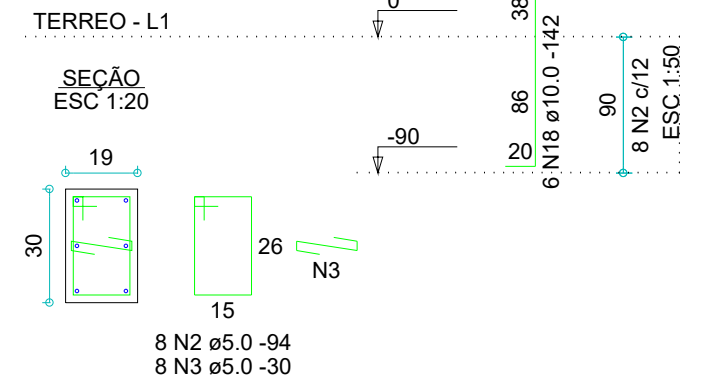 0
TERREO - L1
38
SEÇÃO
ESC 1:20
86
6 N18 ø10.0 -142
90
8 N2 c/12
ESC 1:50
-90
20
19
30
26
N3
15
8 N2 ø5.0 -94
8 N3 ø5.0 -30